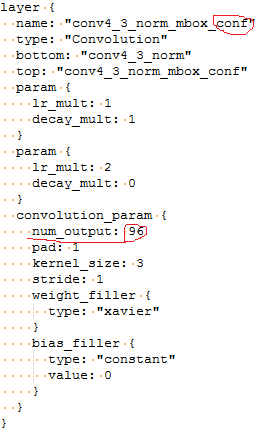 layer {
name: "conv4_3_norm_mbox_conf"
type: "Convolution"
bottom: "conv4_3_norm"
top: "conv4_3_norm_mbox_conf"
param {
lr_mult: 1
decay_mult: 1
}
param {
lr_mult: 2
decay_mult: 0
}
convolution_param {
num_output: 96
pad: 1
kernel_size: 3
stride: 1
weight_filler {
type: "xavier"
}
bias_filler {
type: "constant"
value: 0
}
}
}